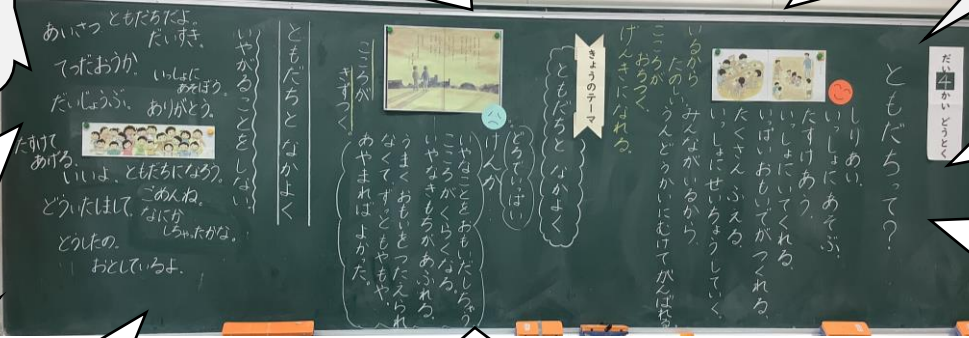 だい4かい どうとく
ともだちって？
しりあい、
いっしょにあそぶ、
たすけあう、
いっしょにいてくれる、
いっぱいおもいでがつくれる、
たくさん ふえる、
いっしょにせいちょうしていく、
うんどうかいにむけてがんばれる
みんながいるから、
いるから
たのしい、
こころが
おちつく、
げんきになれる、
きょうのテーマ
ともだちと なかよく
とってもいっぱい
けんか
いやなことをおもいだしちゃう
こころがくらくなる、
いやなきもちがあふれる、
うまくおもいをつたえられ
なくて、ずっともやもや、
あやまればよかった。
こころが
きずつく、
ともだちと なかよく
いやがることをしない
あいさつ ともだちだよ。
だいすき。
てつだおうか、
いっしょに
あそぼう。
だいじょうぶ、
ありがとう。
たすけて
あげる、
いいよ、ともだちになろう。
ごめんね。
どういたしまして、
なにか
しちゃったかな。
どうしたの、
おとしているよ、